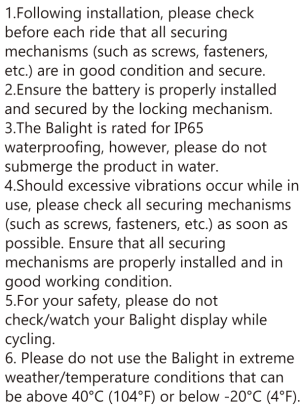 1.Following installation, please check
before each ride that all securing
mechanisms (such as screws, fasteners,
etc.) are in good condition and secure.
2.Ensure the battery is properly installed
and secured by the locking mechanism.
3.The Balight is rated for IP65
waterproofing, however, please do not
submerge the product in water.
4.Should excessive vibrations occur while in
use, please check all securing mechanisms
(such as screws, fasteners, etc.) as soon as
possible. Ensure that all securing
mechanisms are properly installed and in
good working condition.
5.For your safety, please do not
check/watch your Balight display while
cycling.
6. Please do not use the Balight in extreme
weather/temperature conditions that can
be above 40°C (104°F) or below -20°C (4°F).